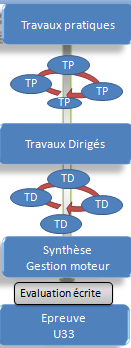 Travaux pratiques
TP
TP
TP
TP
Travaux Dirigés
TD
TD
TD
TD
Synthèse
Gestion moteur
Evaluation écrite
Epreuve
U33